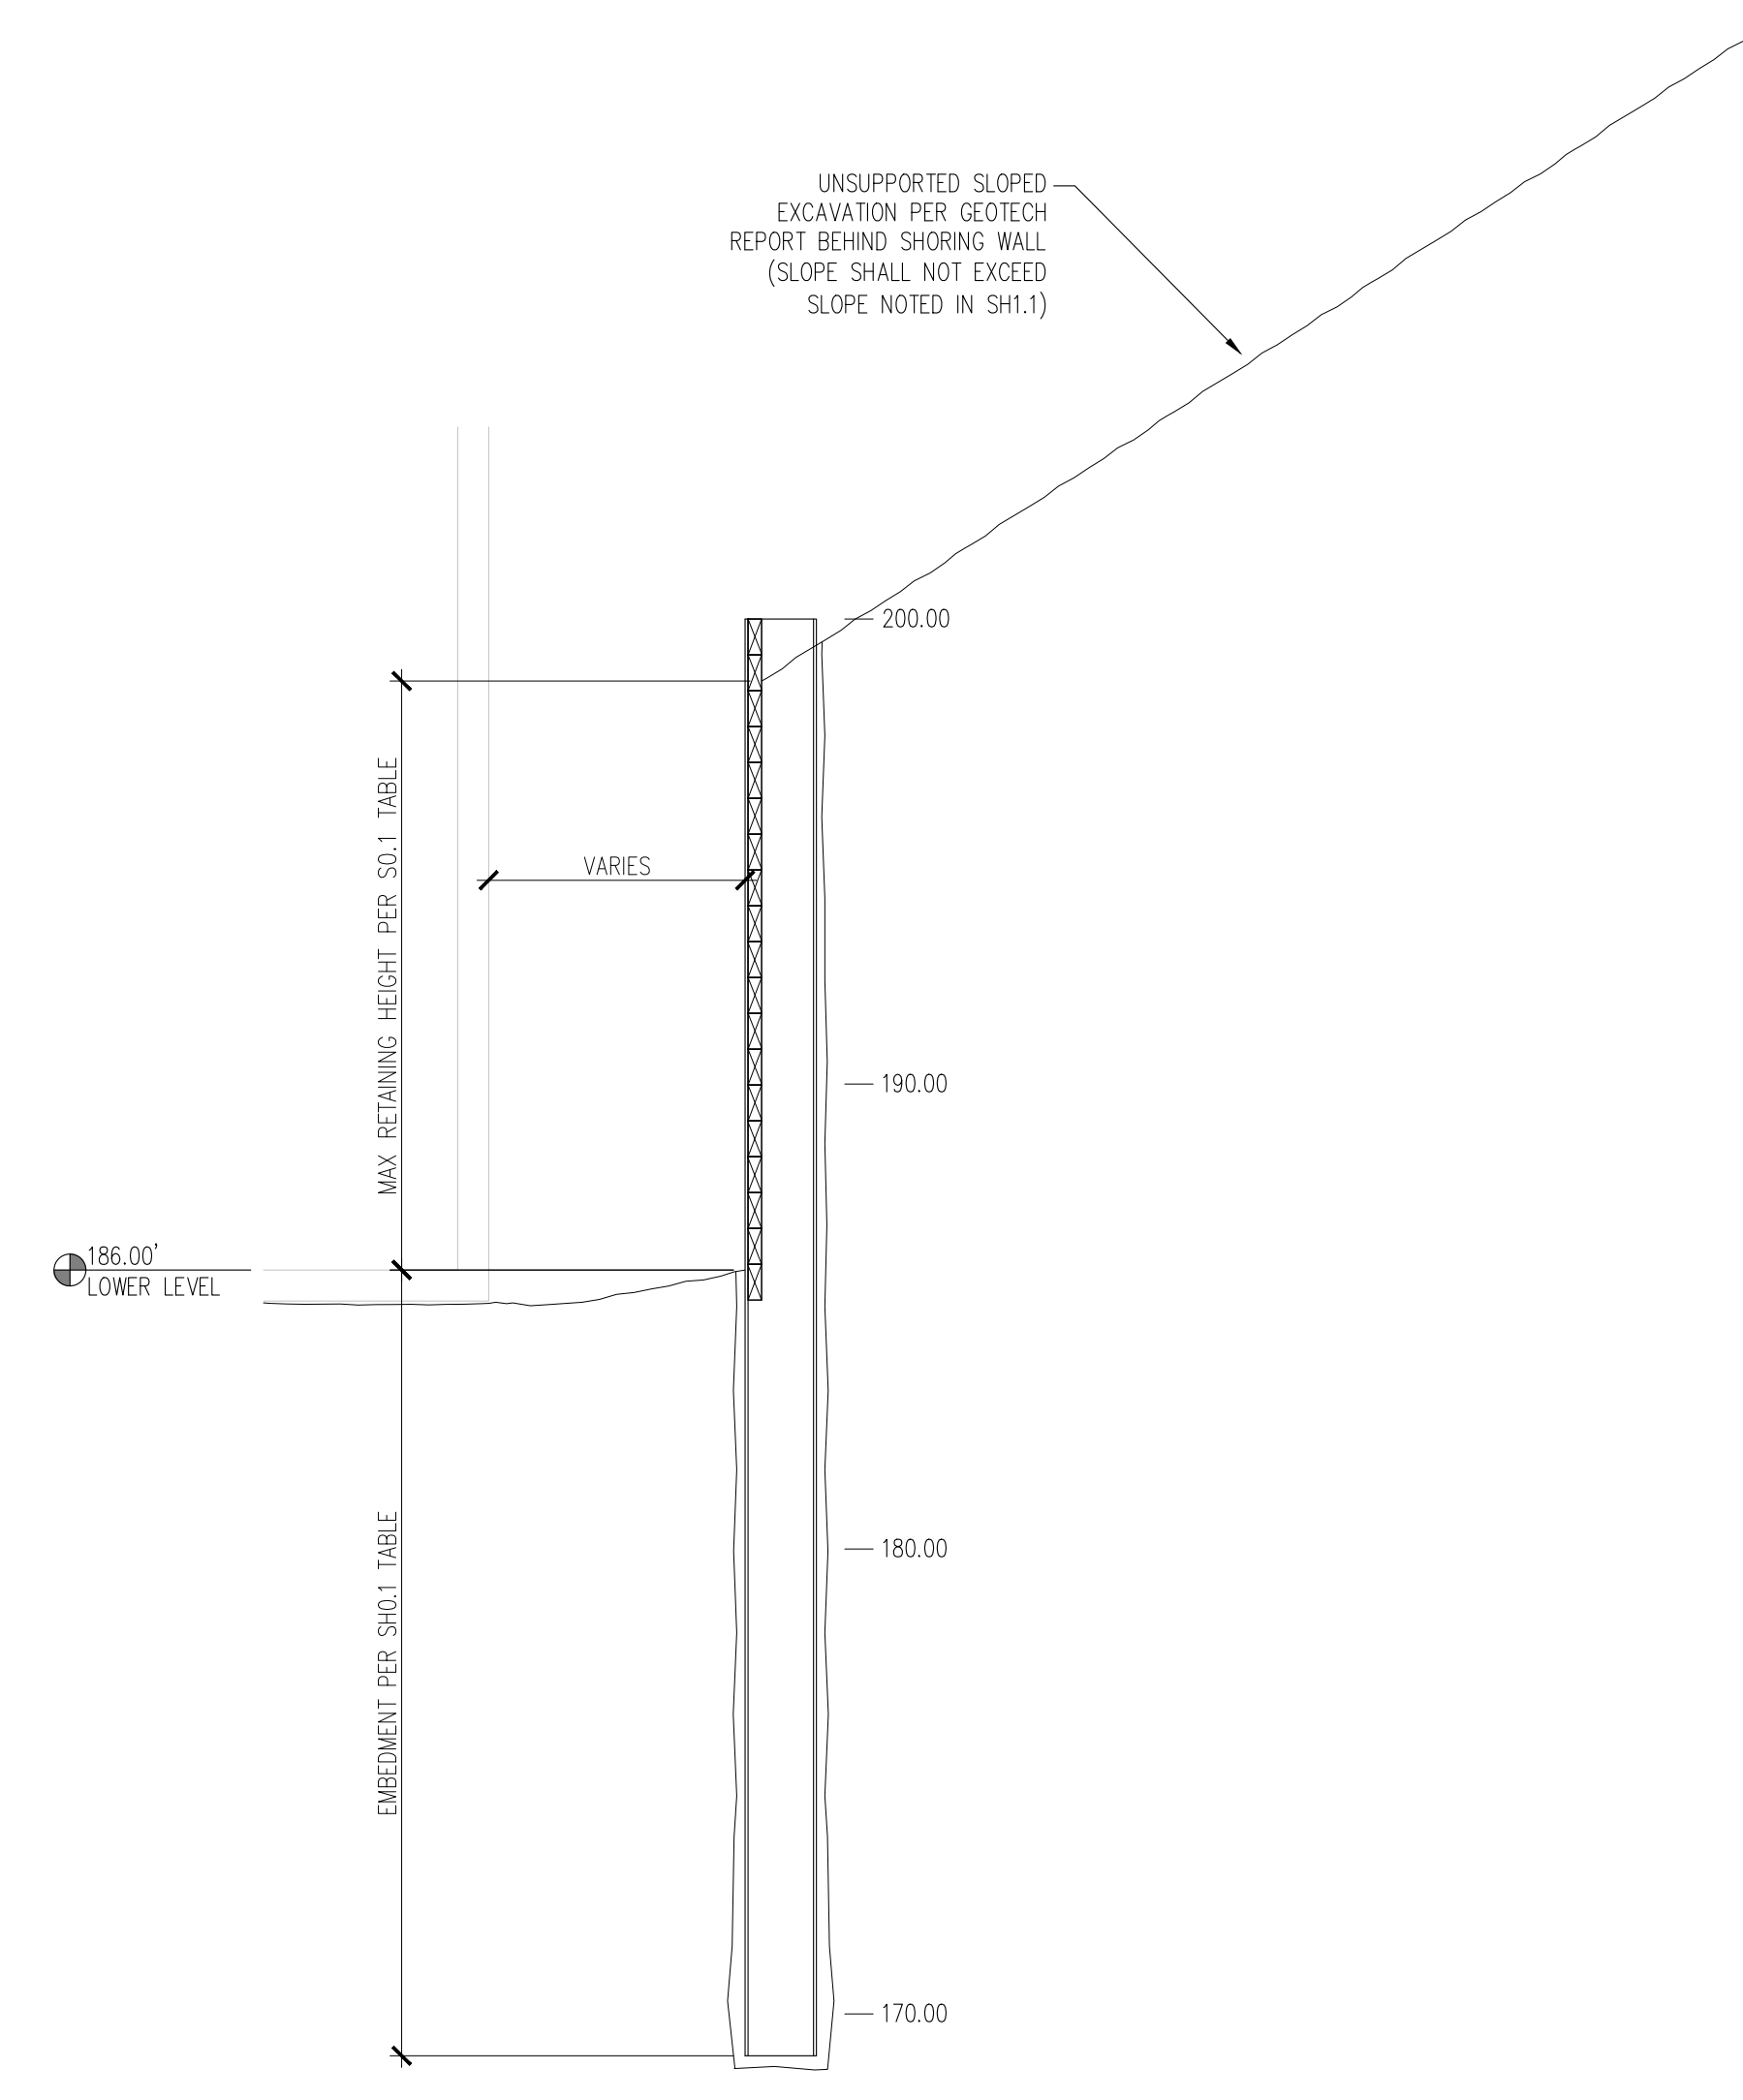 UNSUPPORTED SLOPED
EXCAVATION PER GEOTECH
REPORT BEHIND SHORING WALL
(SLOPE SHALL NOT EXCEED
SLOPE NOTED IN SH1.1)
200.00
MAX RETAINING HEIGHT PER S0.1 TABLE
VARIES
190.00
186.00'
LOWER LEVEL
EMBEDMENT PER SH0.1 TABLE
180.00
170.00